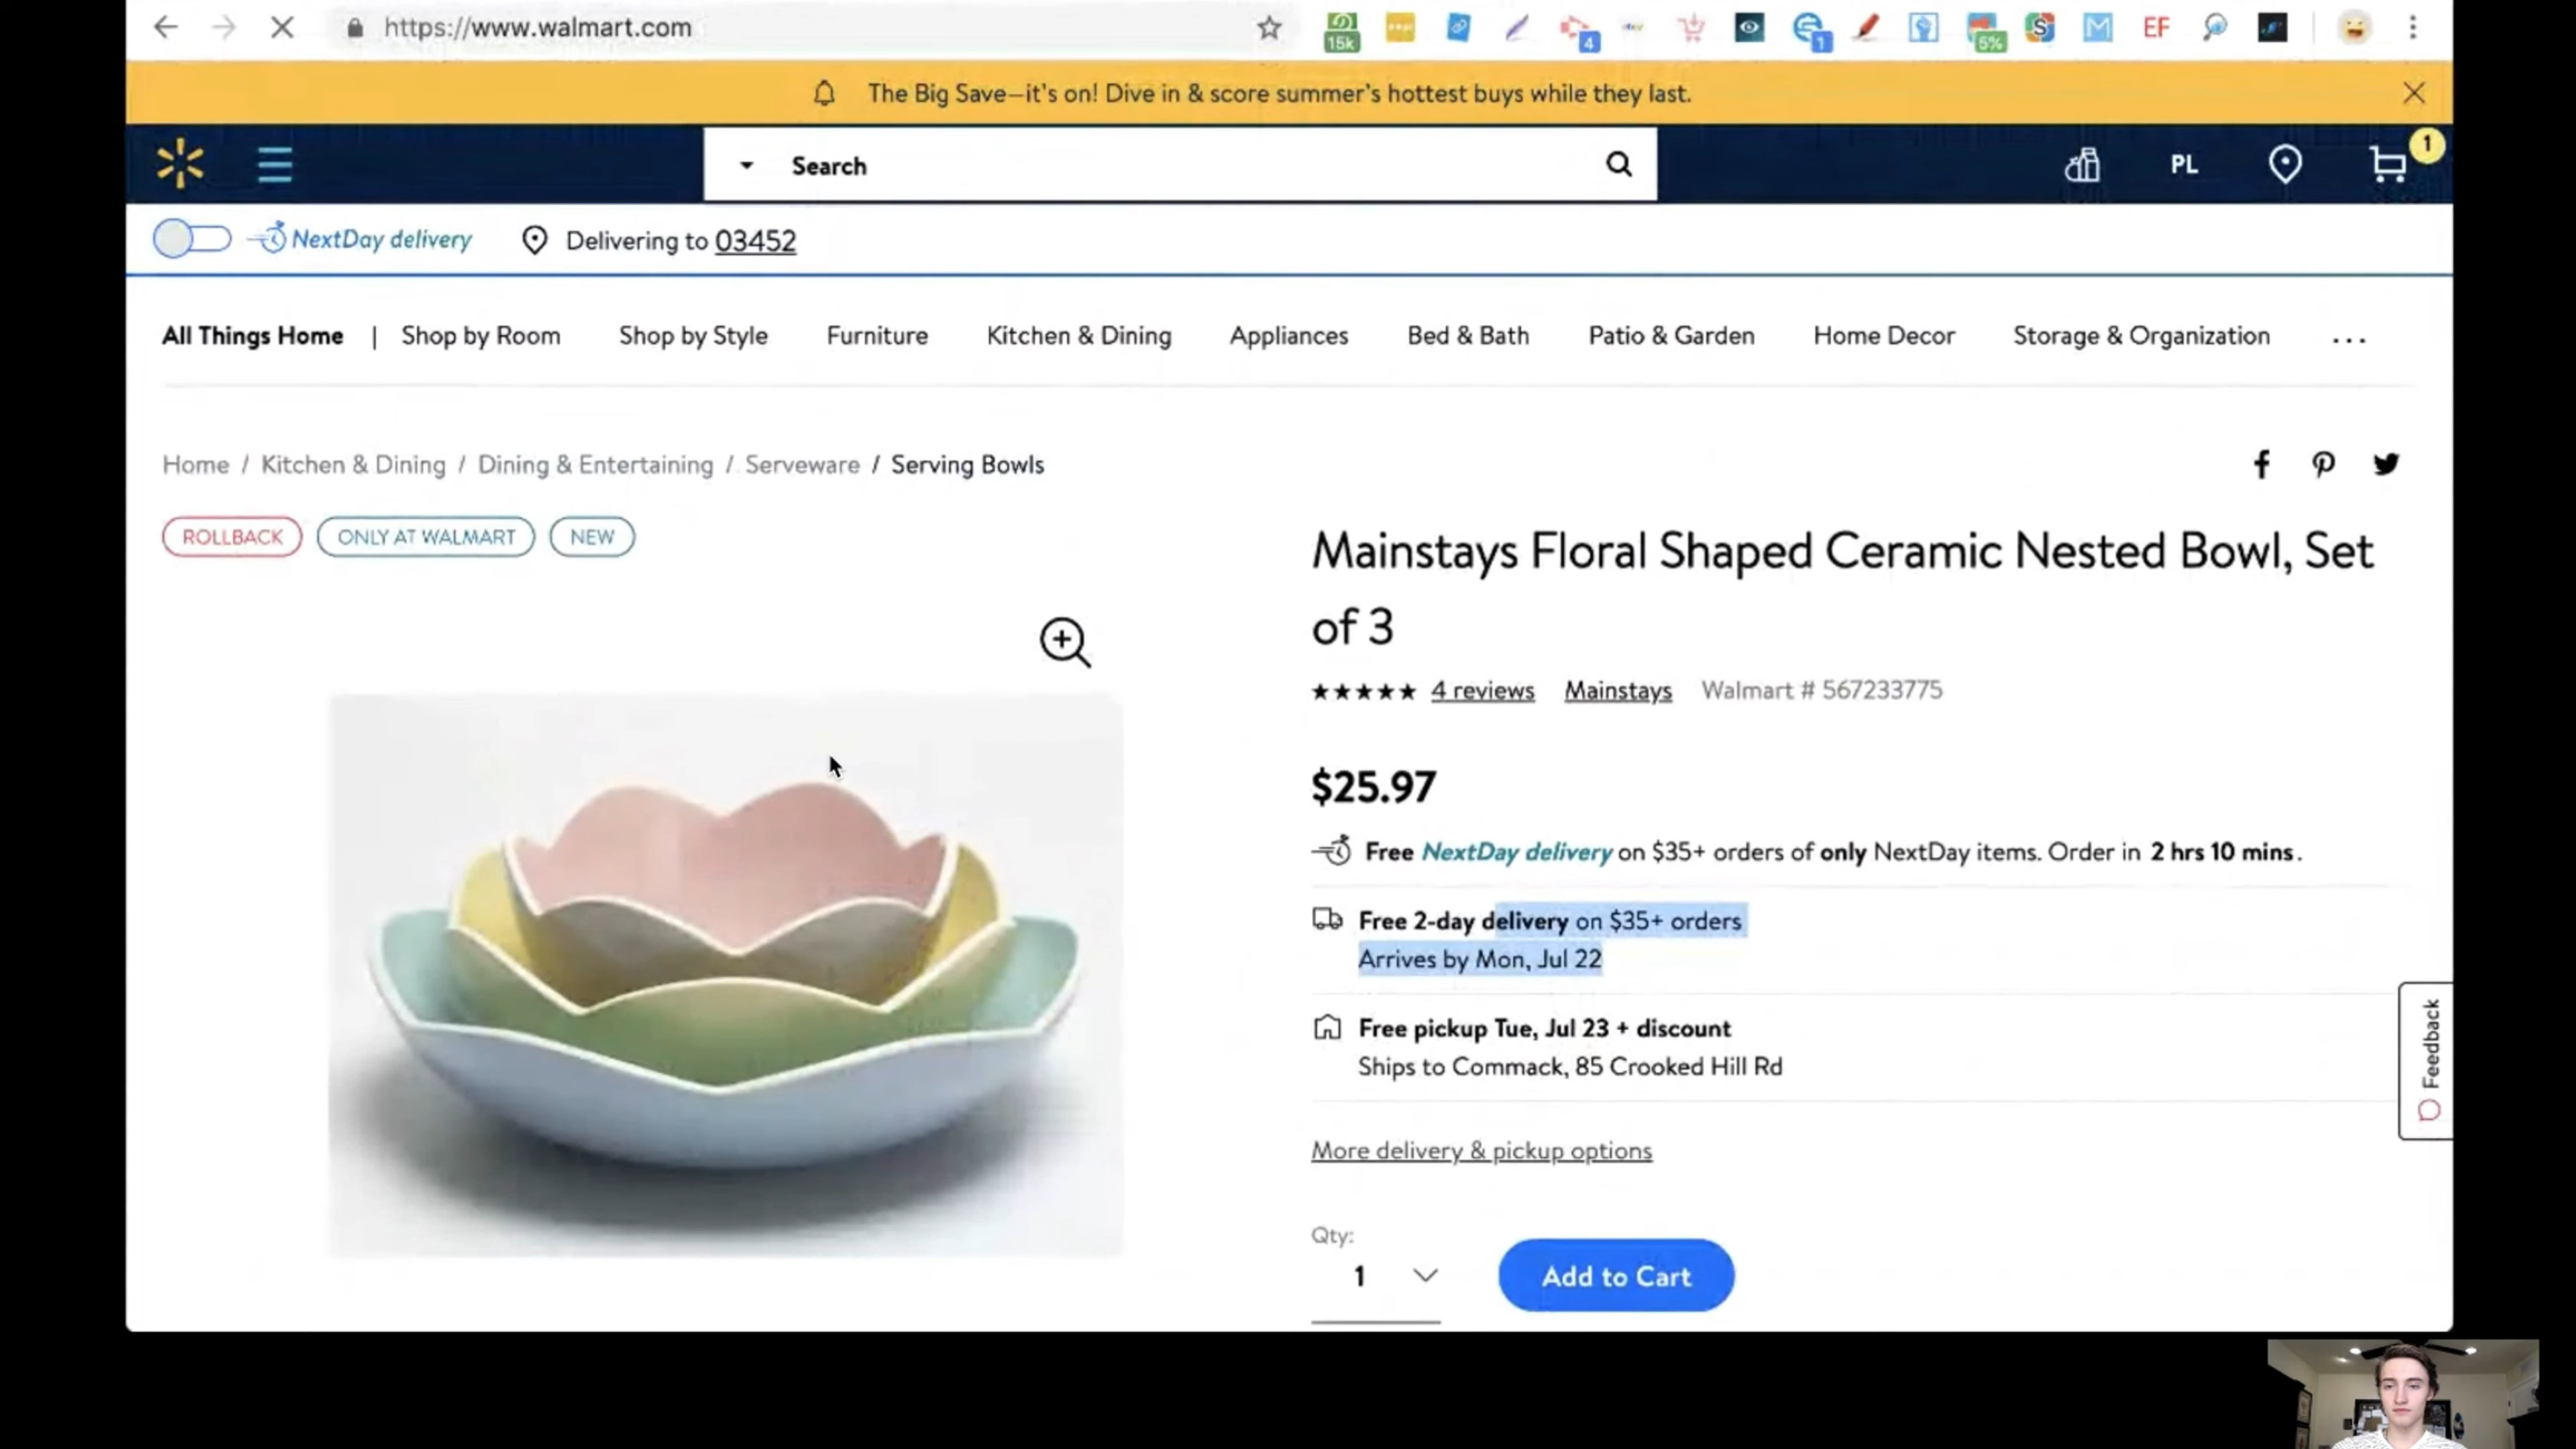 https://www.walmart.com
15k
4
1
5%
EF
The Big Save—it's on! Dive in & score summer's hottest buys while they last.
Search
PL
1
NextDay delivery
Delivering to 03452
All Things Home | Shop by Room Shop by Style Furniture Kitchen & Dining Appliances Bed & Bath Patio & Garden Home Decor Storage & Organization ...
Home / Kitchen & Dining / Dining & Entertaining / Serveware / Serving Bowls
ROLLBACK ONLY AT WALMART NEW
Mainstays Floral Shaped Ceramic Nested Bowl, Set
of 3
4 reviews Mainstays Walmart # 567233775
$25.97
Free NextDay delivery on $35+ orders of only NextDay items. Order in 2 hrs 10 mins.
Free 2-day delivery on $35+ orders
Arrives by Mon, Jul 22
Free pickup Tue, Jul 23 + discount
Ships to Commack, 85 Crooked Hill Rd
Feedback
More delivery & pickup options
Qty:
1
Add to Cart